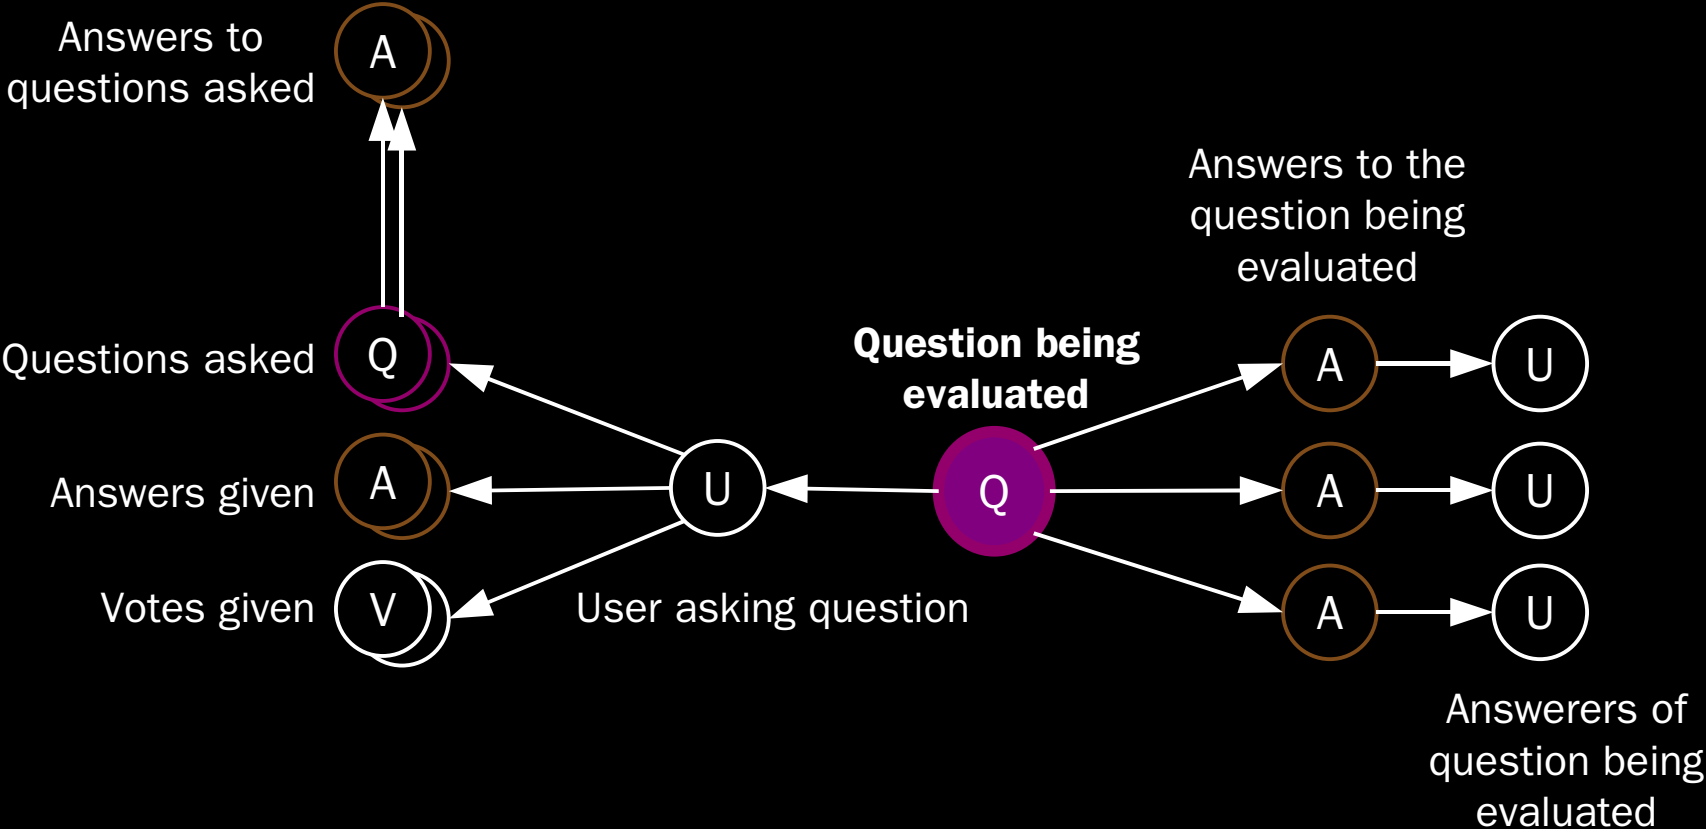 Answers to
questions asked
A
Answers to the
question being
evaluated
Questions asked
Q
Question being
evaluated
A
U
Answers given
A
U
Q
A
U
Votes given
V
User asking question
A
U
Answerers of
question being
evaluated